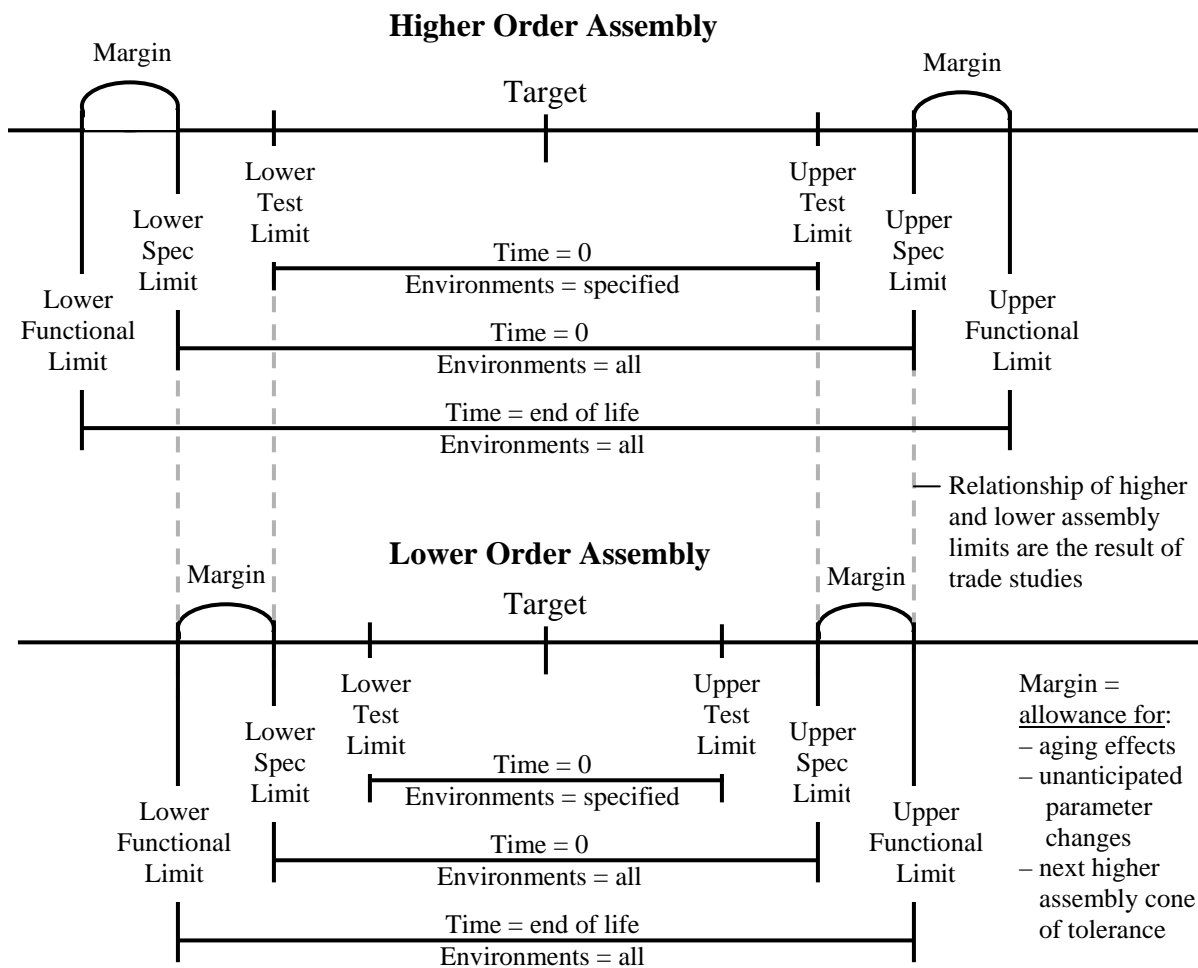 Higher Order Assembly
Margin
Margin
Target
Lower
Test
Limit
Upper
Test
Limit
Lower
Spec
Limit
Upper
Spec
Limit
Time = 0
Environments = specified
Lower
Functional
Limit
Upper
Functional
Limit
Time = 0
Environments = all
Time = end of life
Environments = all
Relationship of higher
and lower assembly
limits are the result of
trade studies
Lower Order Assembly
Margin
Margin
Target
Lower
Test
Limit
Upper
Test
Limit
Lower
Spec
Limit
Upper
Spec
Limit
Time = 0
Environments = specified
Lower
Functional
Limit
Upper
Functional
Limit
Time = 0
Environments = all
Time = end of life
Environments = all
Margin =
allowance for:
– aging effects
– unanticipated
parameter
changes
– next higher
assembly cone
of tolerance